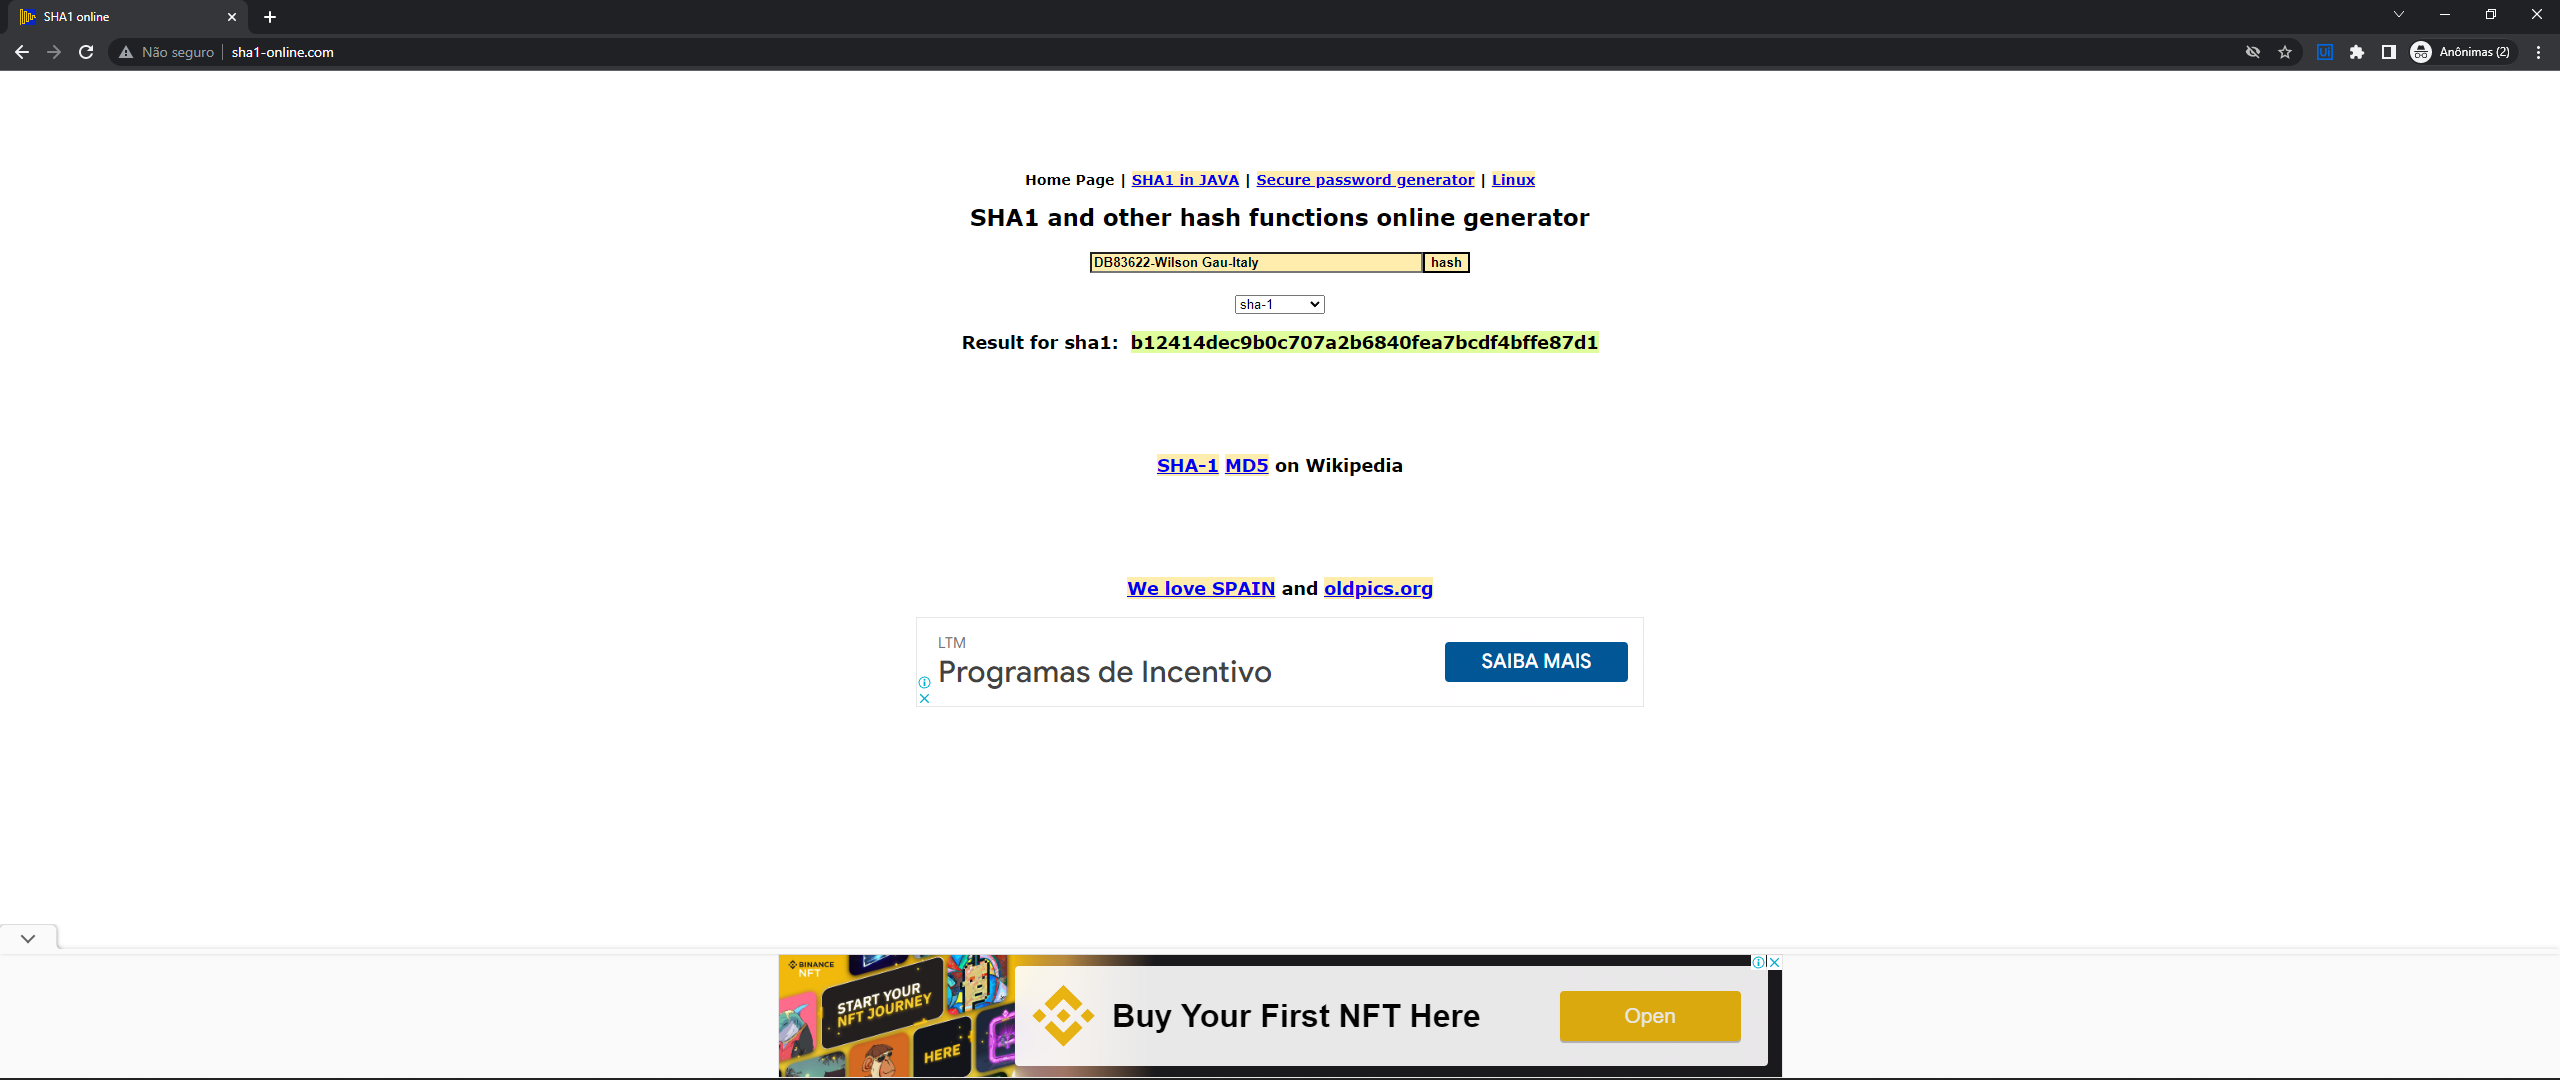 SHA1 online
Não seguro | sha1-online.com
Anônimas (2)
Home Page | SHA1 in JAVA | Secure password generator | Linux
SHA1 and other hash functions online generator
DB83622-Wilson Gau-Italy
hash
sha-1
Result for sha1: b12414dec9b0c707a2b6840fea7bcdf4bffe87d1
SHA-1 MD5 on Wikipedia
We love SPAIN and oldpics.org
LTM
Programas de Incentivo
SAIBA MAIS
BINANCE
NFT
START YOUR
NFT JOURNEY
HERE
Buy Your First NFT Here
Open